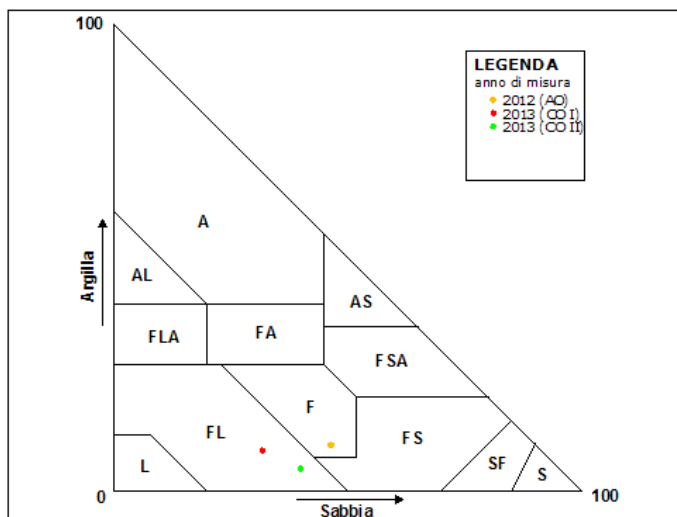 100
LEGENDA
anno di misura
2012 (AO)
2013 (CO I)
2013 (CO II)
A
Argilla
AL
AS
FLA
FA
FSA
F
FL
FS
L
SF
S
0
100
Sabbia